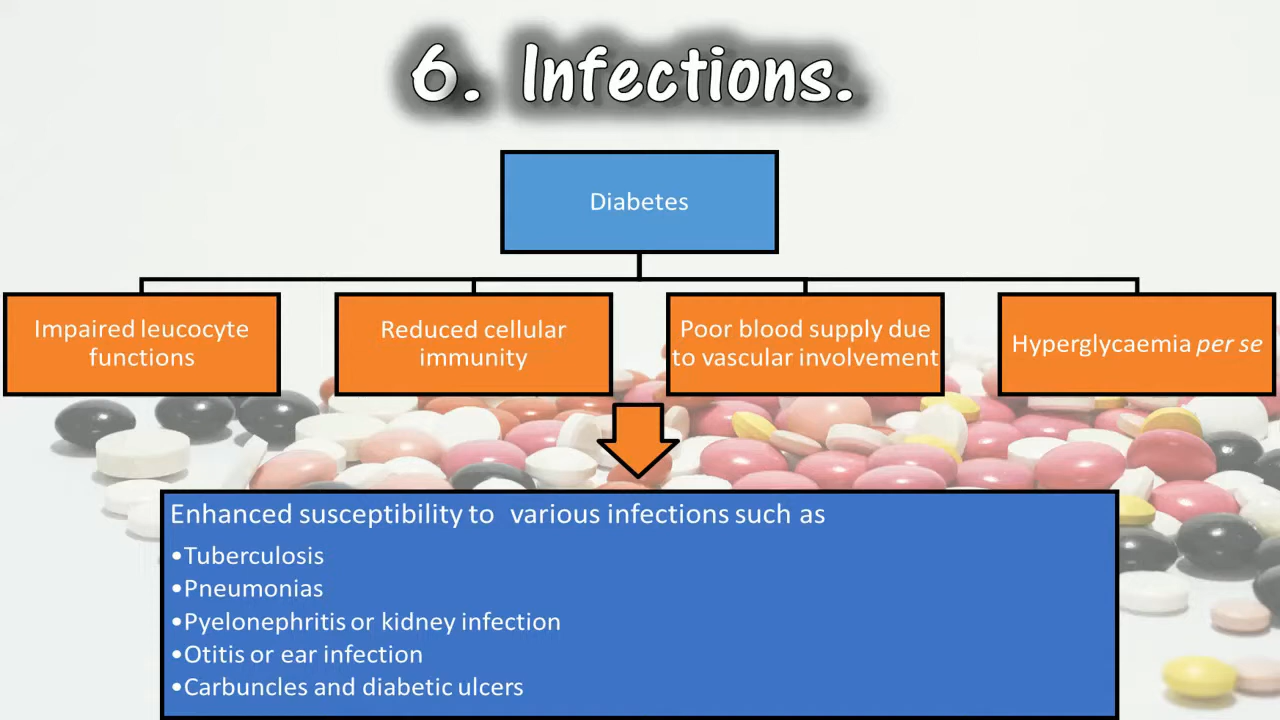 6. Infections.
Diabetes
Impaired leucocyte
functions
Reduced cellular
immunity
Poor blood supply due
to vascular involvement
Hyperglycaemia per se
Enhanced susceptibility to  various infections such as
•Tuberculosis
•Pneumonias
•Pyelonephritis or kidney infection
•Otitis or ear infection
•Carbuncles and diabetic ulcers